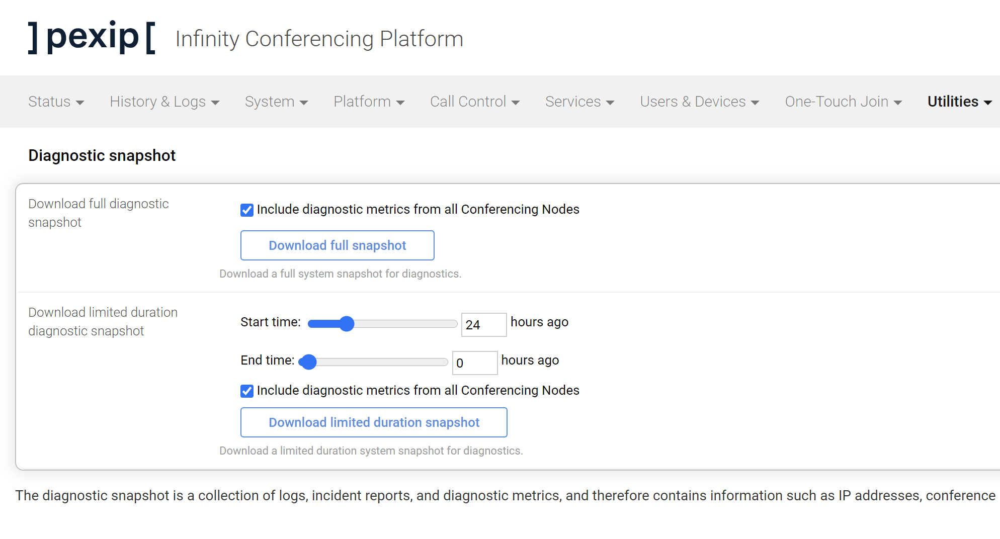 ]pexip[ Infinity Conferencing Platform
Status History & Logs System Platform Call Control Services Users & Devices One-Touch Join Utilities
Diagnostic snapshot
Download full diagnostic
snapshot
Include diagnostic metrics from all Conferencing Nodes
Download full snapshot
Download a full system snapshot for diagnostics.
Download limited duration
diagnostic snapshot
Start time: 24 hours ago
End time: 0 hours ago
Include diagnostic metrics from all Conferencing Nodes
Download limited duration snapshot
Download a limited duration system snapshot for diagnostics.
The diagnostic snapshot is a collection of logs, incident reports, and diagnostic metrics, and therefore contains information such as IP addresses, conference